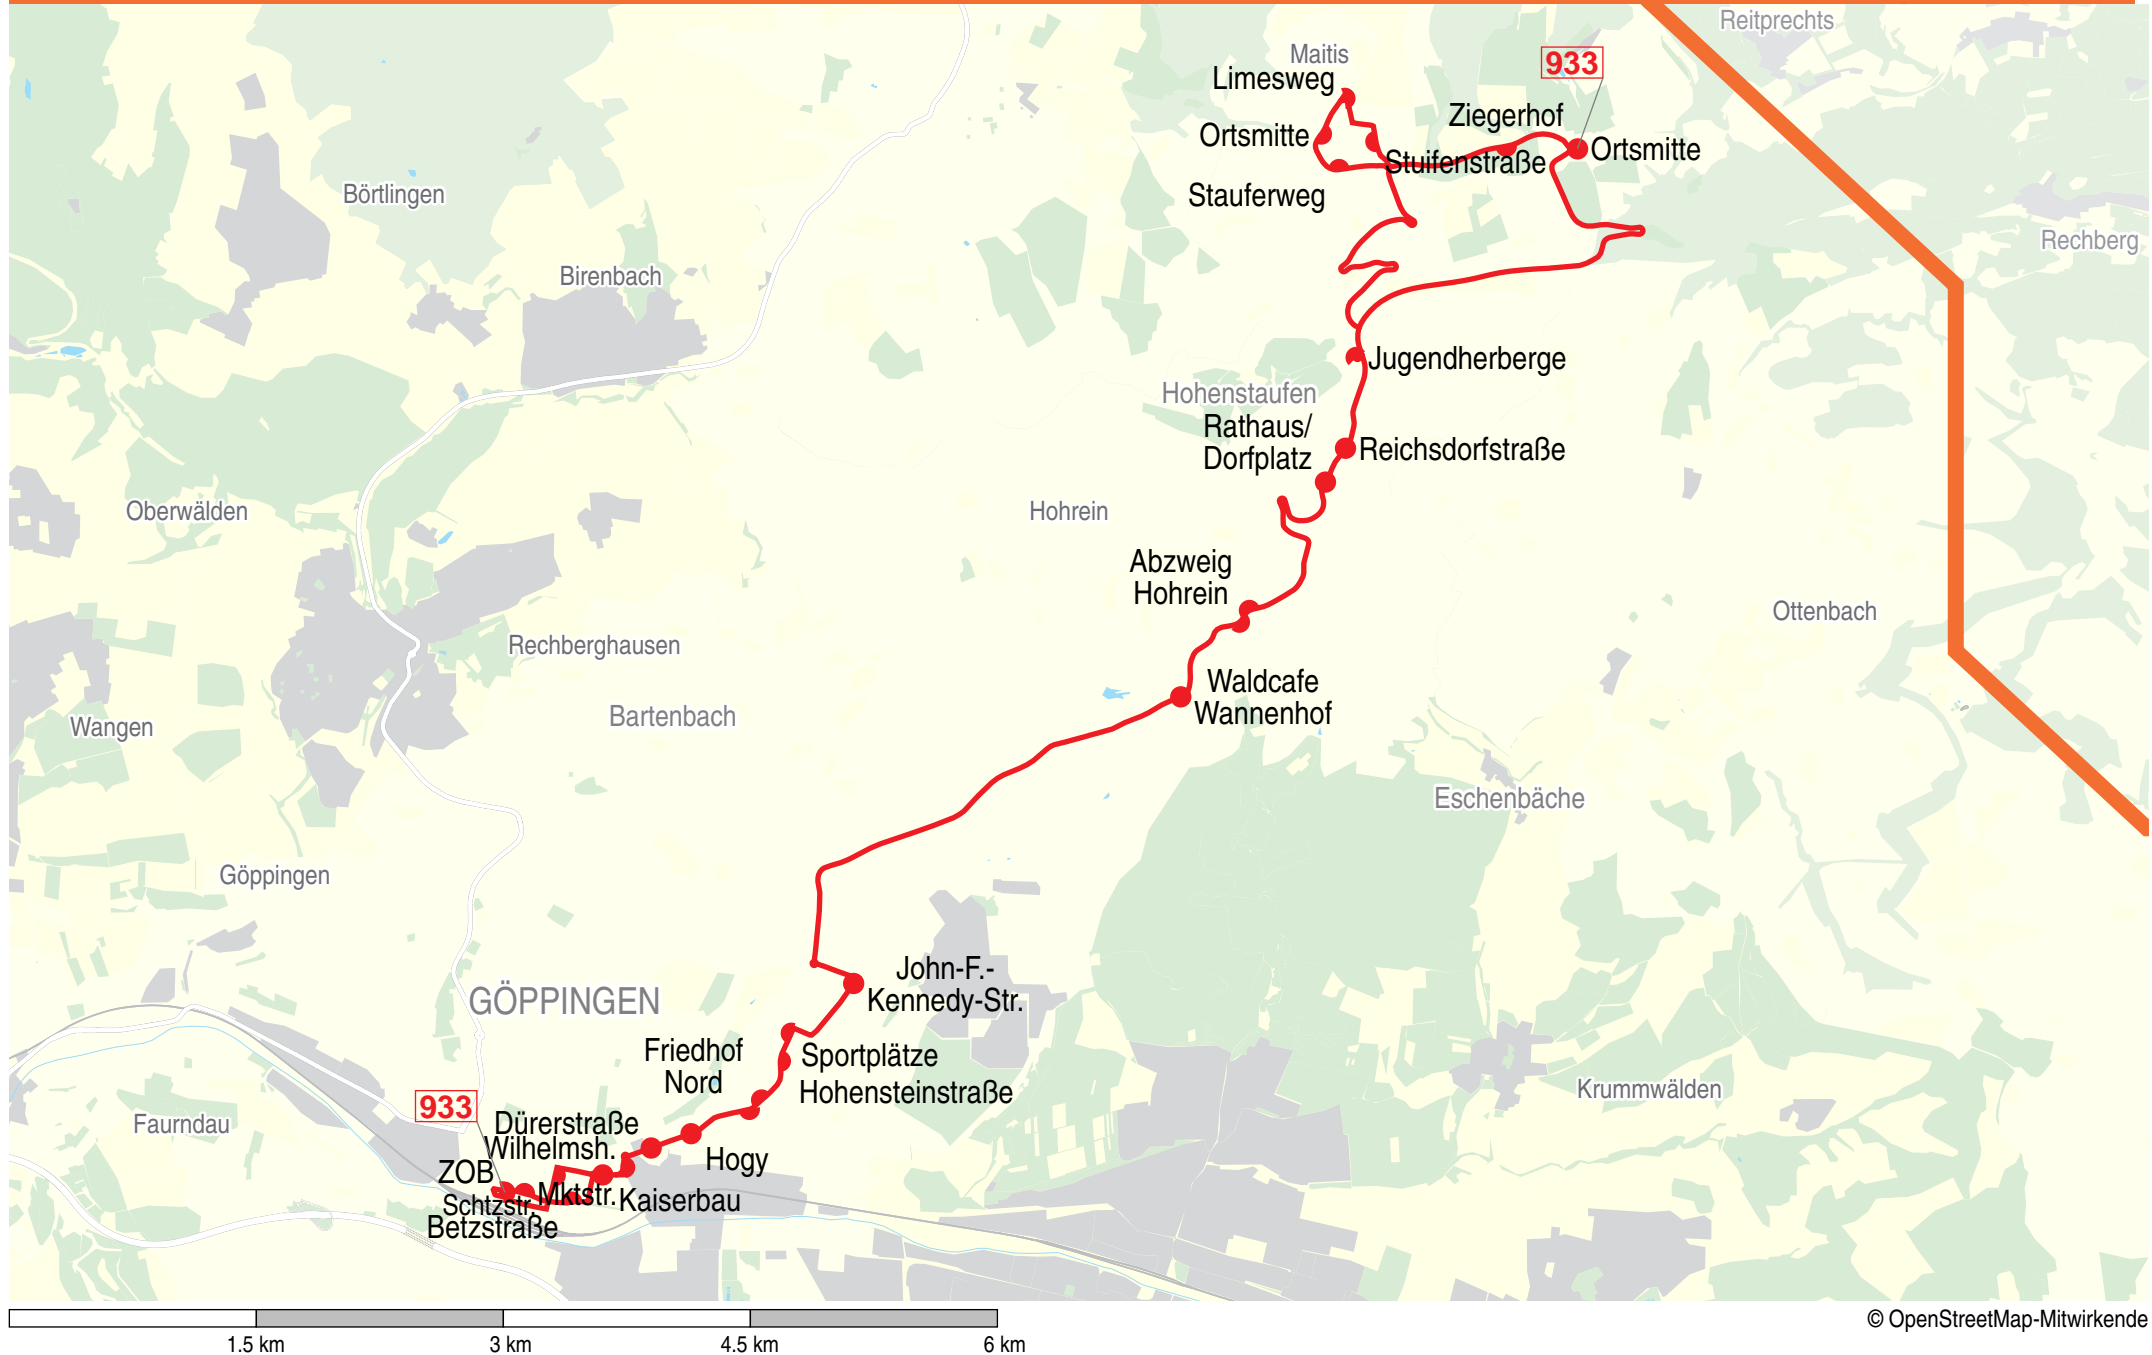 Reitprechts
Maitis
933
Limesweg
Ziegerhof
Ortsmitte
Ortsmitte
Stuifenstraße
Stauferweg
Börtlingen
Rechberg
Birenbach
Jugendherberge
Hohenstaufen
Rathaus/
Dorfplatz
Reichsdorfstraße
Oberwälden
Hohrein
Abzweig
Hohrein
Ottenbach
Rechberghausen
Waldcafe
Wannenhof
Bartenbach
Wangen
Eschenbäche
Göppingen
John-F.-
Kennedy-Str.
GÖPPINGEN
Friedhof
Nord
Sportplätze
Hohensteinstraße
Krummwälden
933
Faurndau
Dürerstraße
Wilhelmsh.
Hogy
ZOB
Mktstr.
Kaiserbau
Schtzstr.
Betzstraße
1.5 km
3 km
4.5 km
6 km
© OpenStreetMap-Mitwirkende